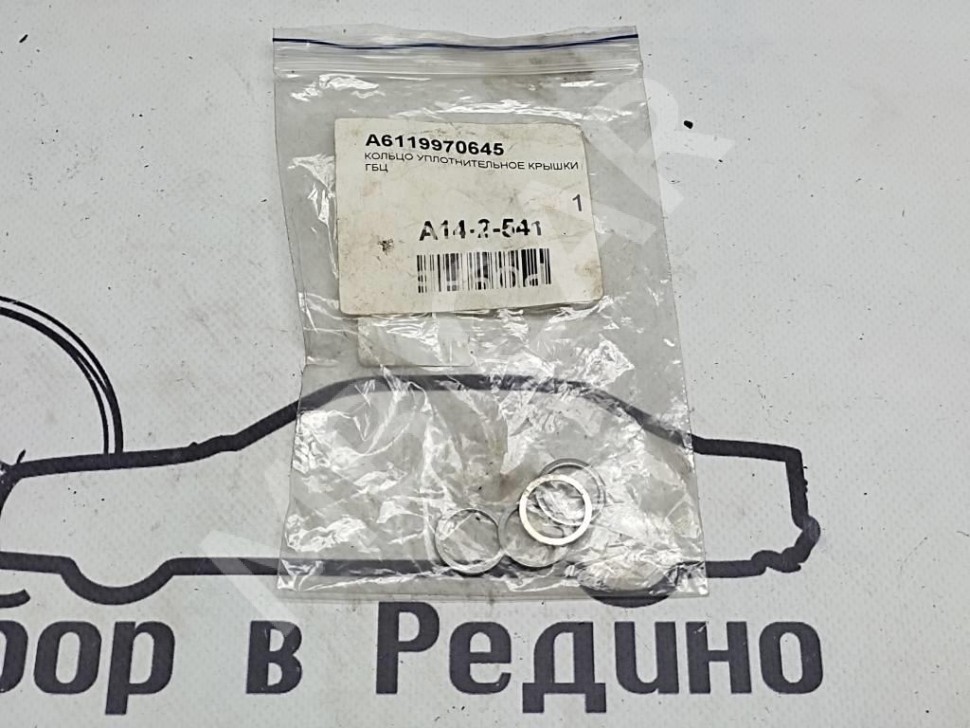 A6119970645
КОЛЬЦО УПЛОТНИТЕЛЬНОЕ КРЫШКИ
ГБЦ
1
A14-2-541
бор в Редино